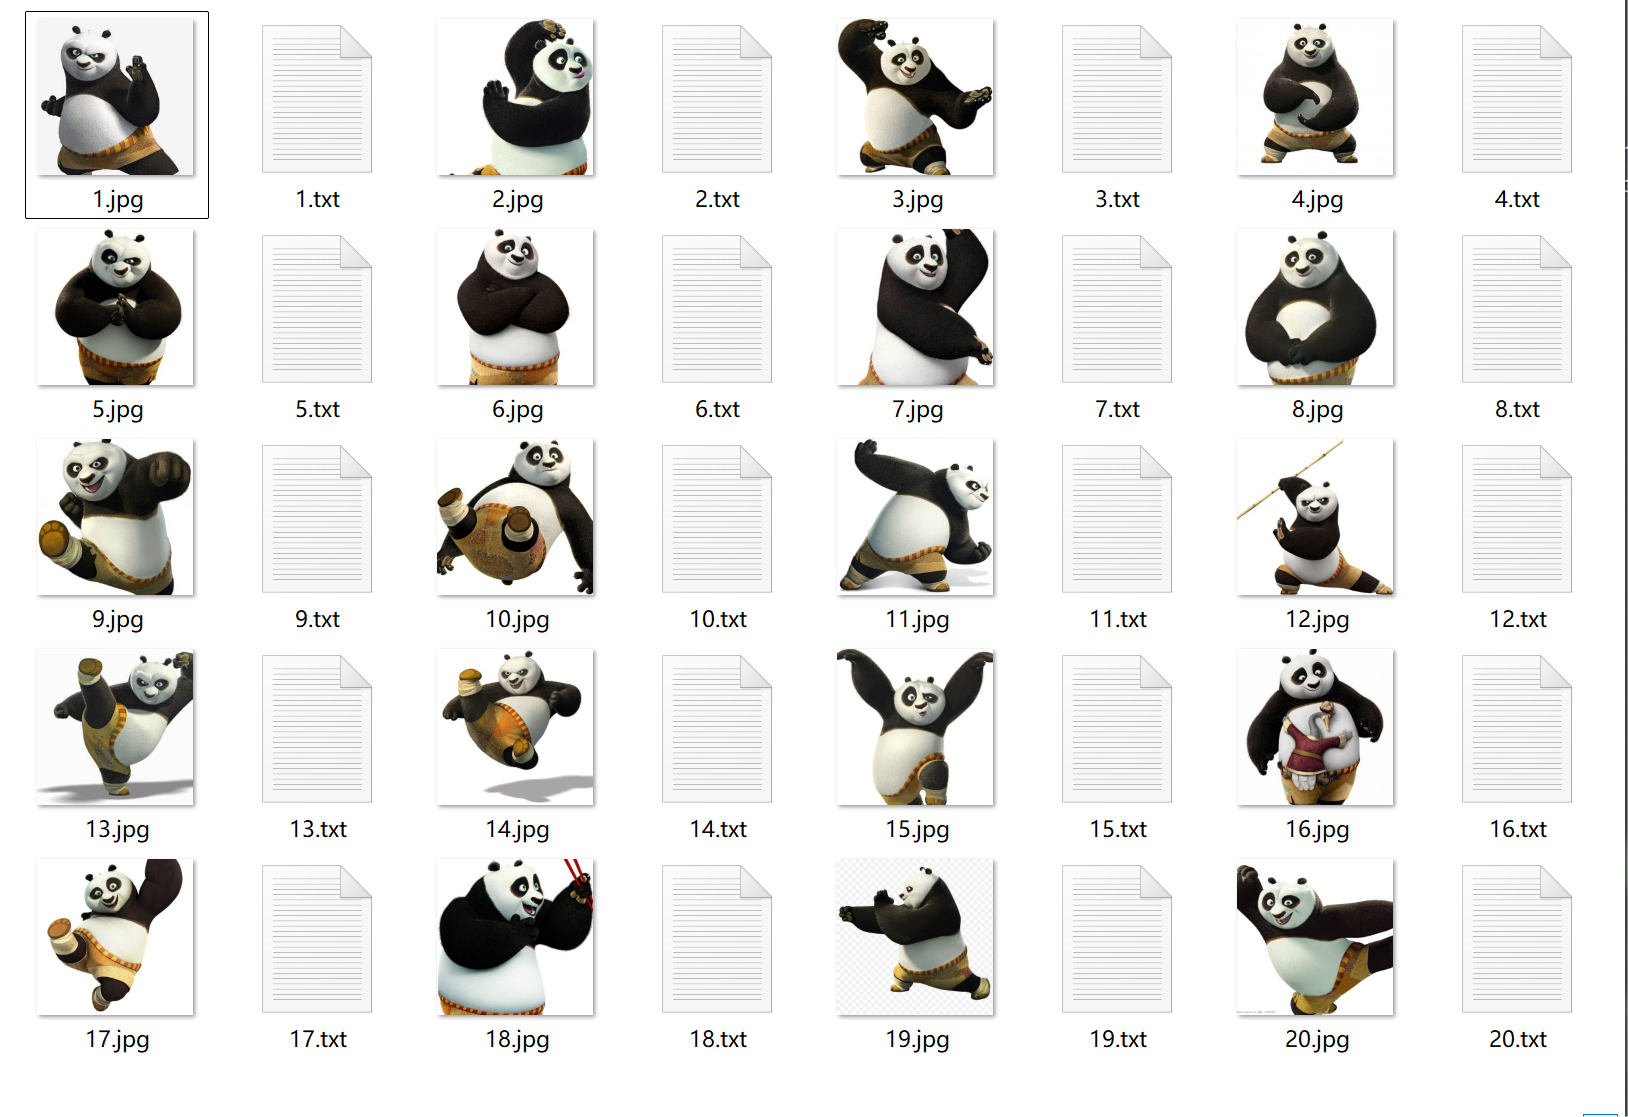 1.jpg 1.txt 2.jpg 2.txt 3.jpg 3.txt 4.jpg 4.txt
5.jpg 5.txt 6.jpg 6.txt 7.jpg 7.txt 8.jpg 8.txt
9.jpg 9.txt 10.jpg 10.txt 11.jpg 11.txt 12.jpg 12.txt
13.jpg 13.txt 14.jpg 14.txt 15.jpg 15.txt 16.jpg 16.txt
17.jpg 17.txt 18.jpg 18.txt 19.jpg 19.txt 20.jpg 20.txt